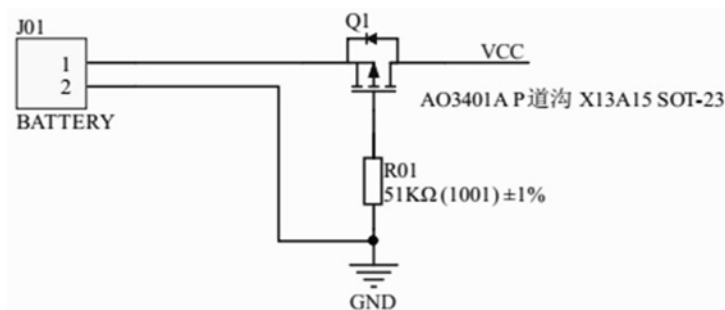 J01
Q1
1
VCC
2
AO3401A P道沟 X13A15 SOT-23
BATTERY
R01
51KΩ(1001)±1%
GND